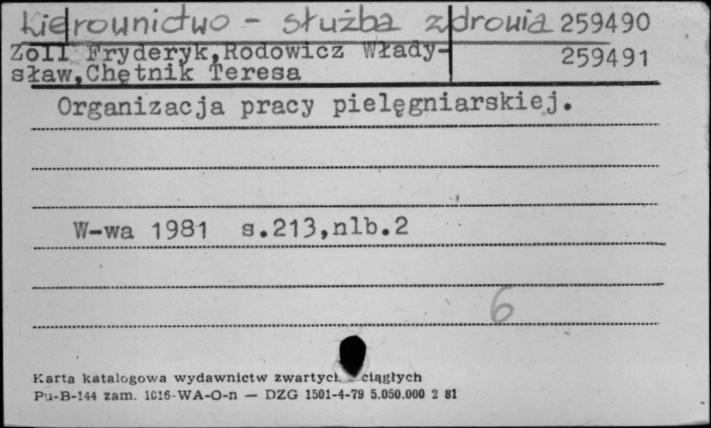 Kierownictwo - służba zdrowia 259490
Zoll Fryderyk,Rodowicz Włady- 259491
sław,Chętnik Teresa
Organizacja pracy pielęgniarskiej.
W-wa 1981 s.213,nlb.2
6
Karta katalogowa wydawnictw zwartych ciągłych
Pu-B-144 zam. 1016-WA-O-n — DZG 1501-4-79 5.050.000 2 81